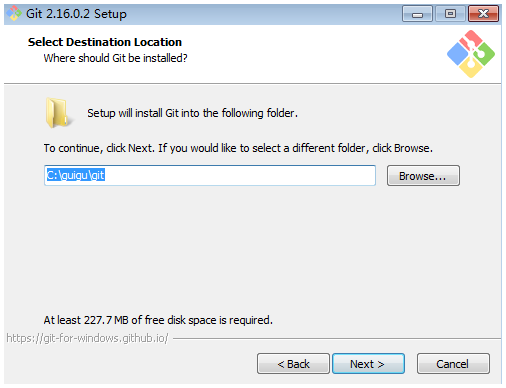 Git 2.16.0.2 Setup
Select Destination Location
Where should Git be installed?
Setup will install Git into the following folder.
To continue, click Next. If you would like to select a different folder, click Browse.
C:\guigu\git
Browse...
At least 227.7 MB of free disk space is required.
https://git-for-windows.github.io/
< Back
Next >
Cancel